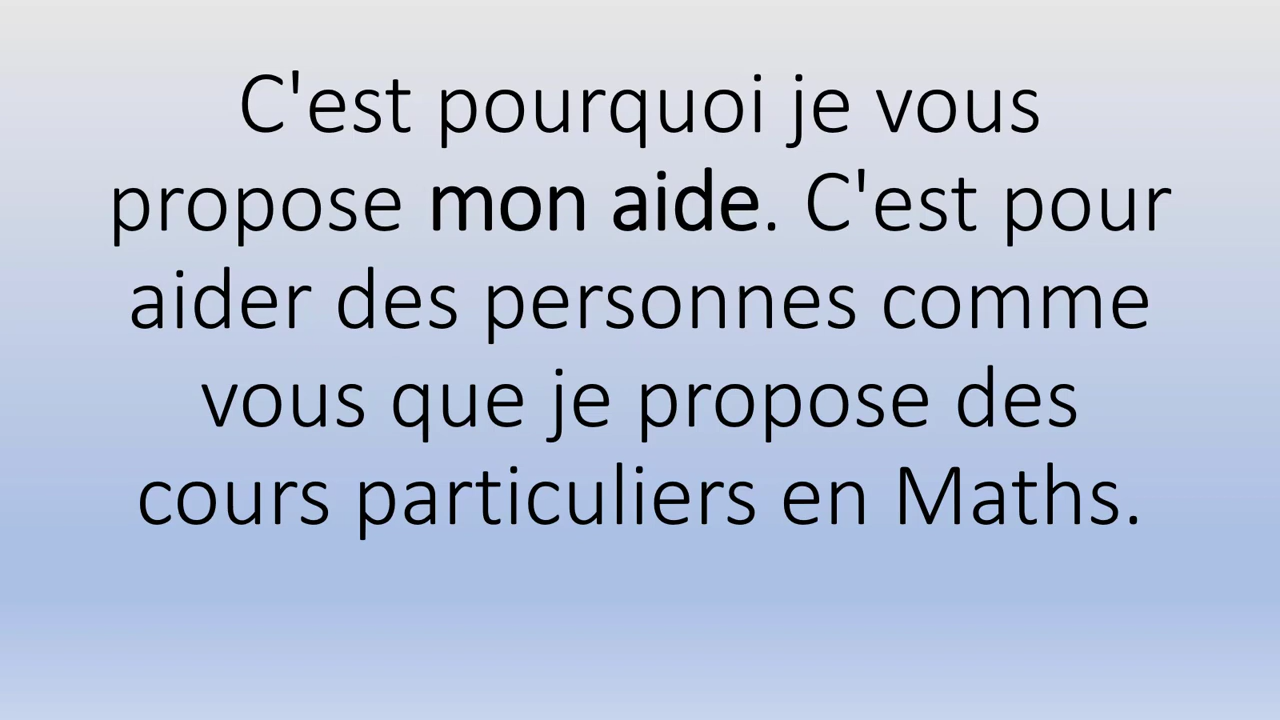 C'est pourquoi je vous
propose mon aide. C'est pour
aider des personnes comme
vous que je propose des
cours particuliers en Maths.